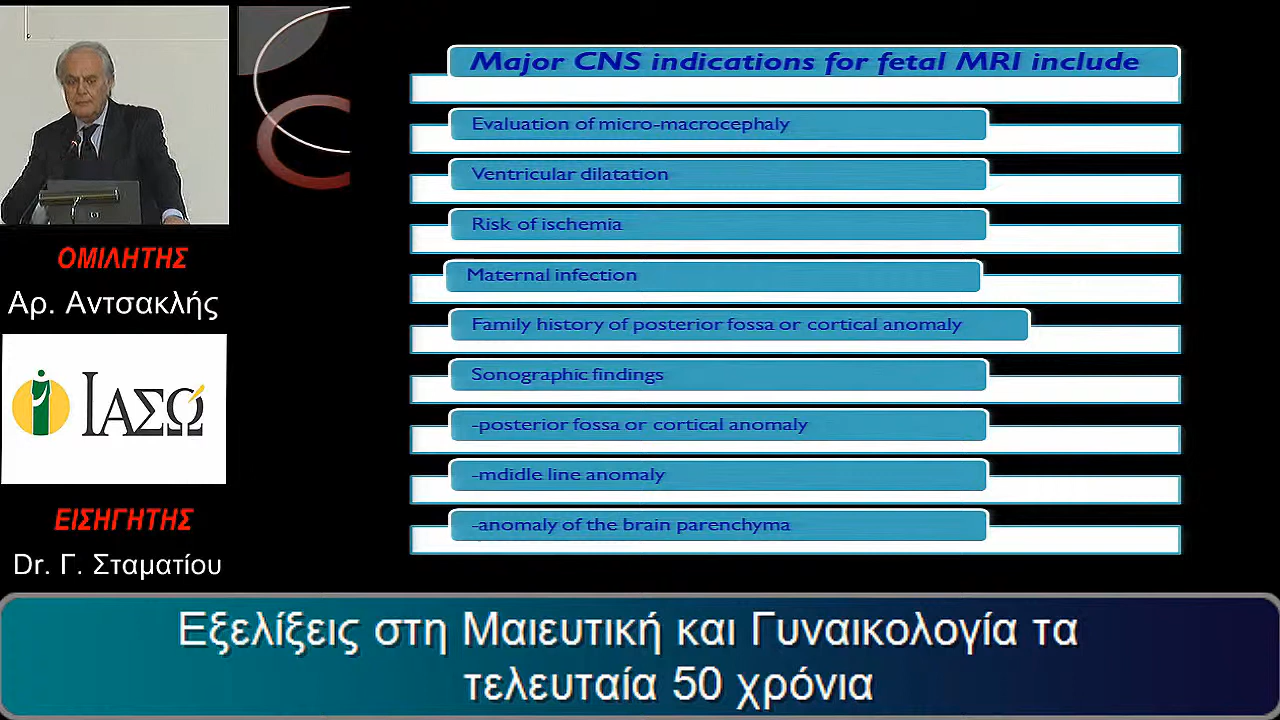 Major CNS indications for fetal MRI include
Evaluation of micro-macrocephaly
Ventricular dilatation
Risk of ischemia
Maternal infection
Family history of posterior fossa or cortical anomaly
Sonographic findings
-posterior fossa or cortical anomaly
-mdidle line anomaly
-anomaly of the brain parenchyma
ΟΜΙΛΗΤΗΣ
Αρ. Αντσακλής
ΙΑΣΩ
ΕΙΣΗΓΗΤΗΣ
Dr. Γ. Σταματίου
Εξελίξεις στη Μαιευτική και Γυναικολογία τα
τελευταία 50 χρόνια